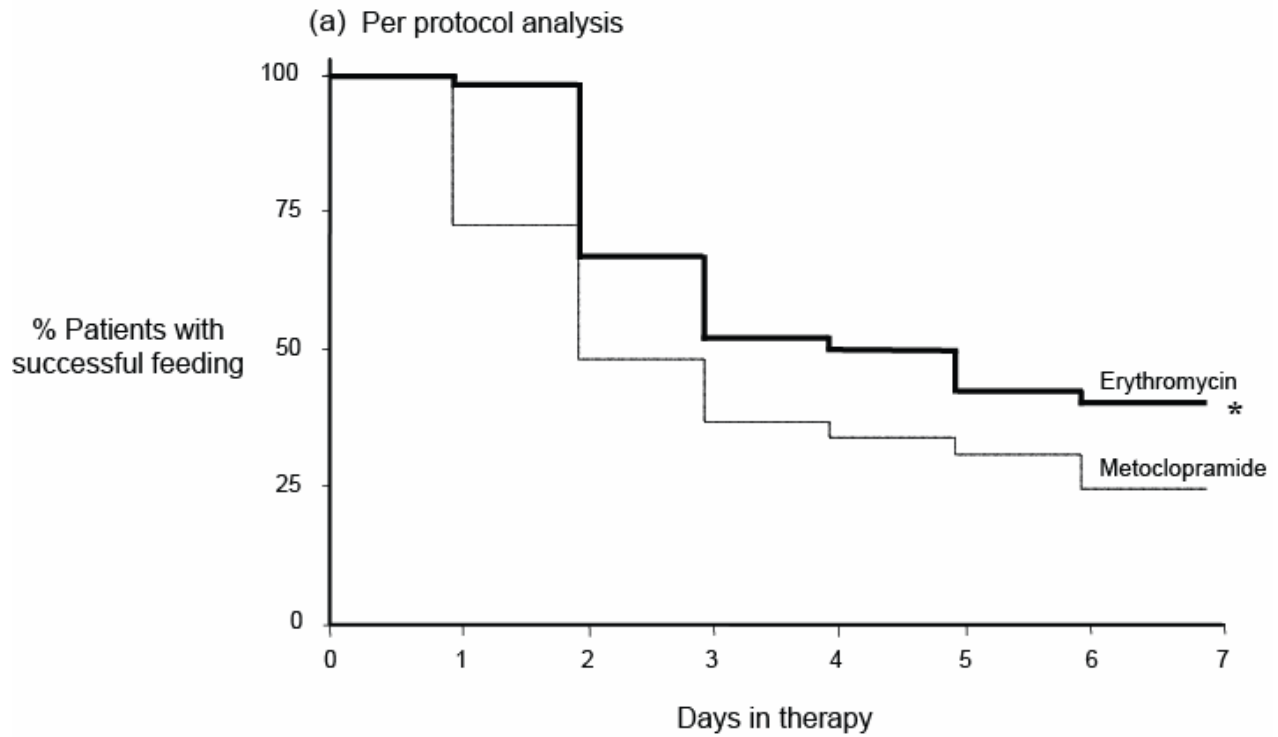 (a) Per protocol analysis
100
75
% Patients with
successful feeding
50
Erythromycin
*
Metoclopramide
25
0
0 1 2 3 4 5 6 7
Days in therapy